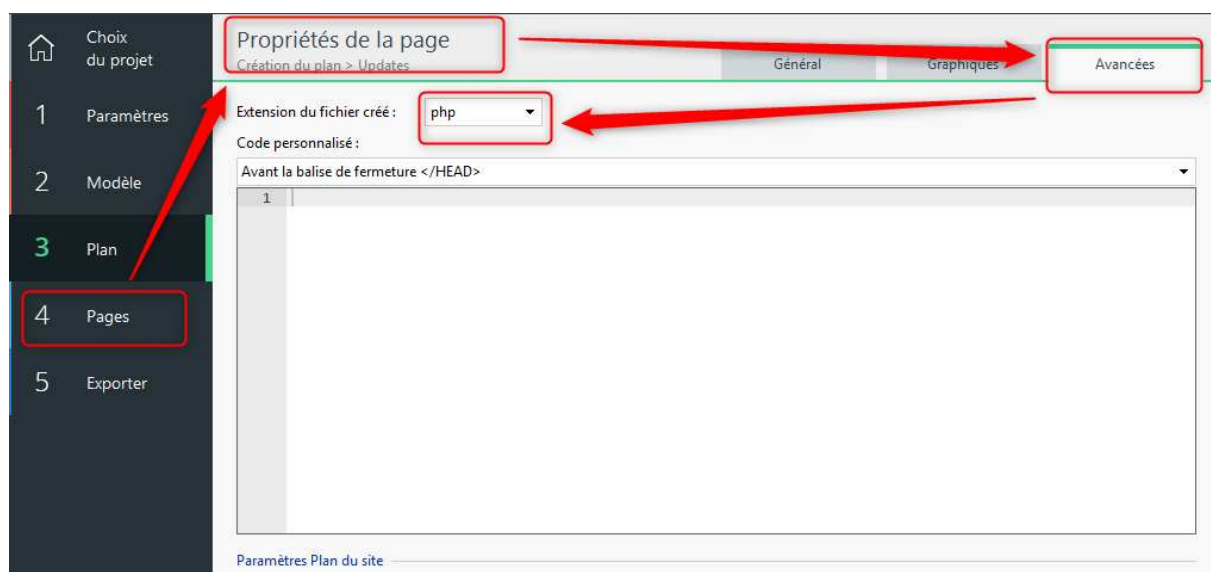 Choix
du projet
1 Paramètres
2 Modèle
3 Plan
4 Pages
5 Exporter
Propriétés de la page
Création du plan > Updates
Général Graphiques Avancées
Extension du fichier créé : php
Code personnalisé :
Avant la balise de fermeture </HEAD>
1
Paramètres Plan du site